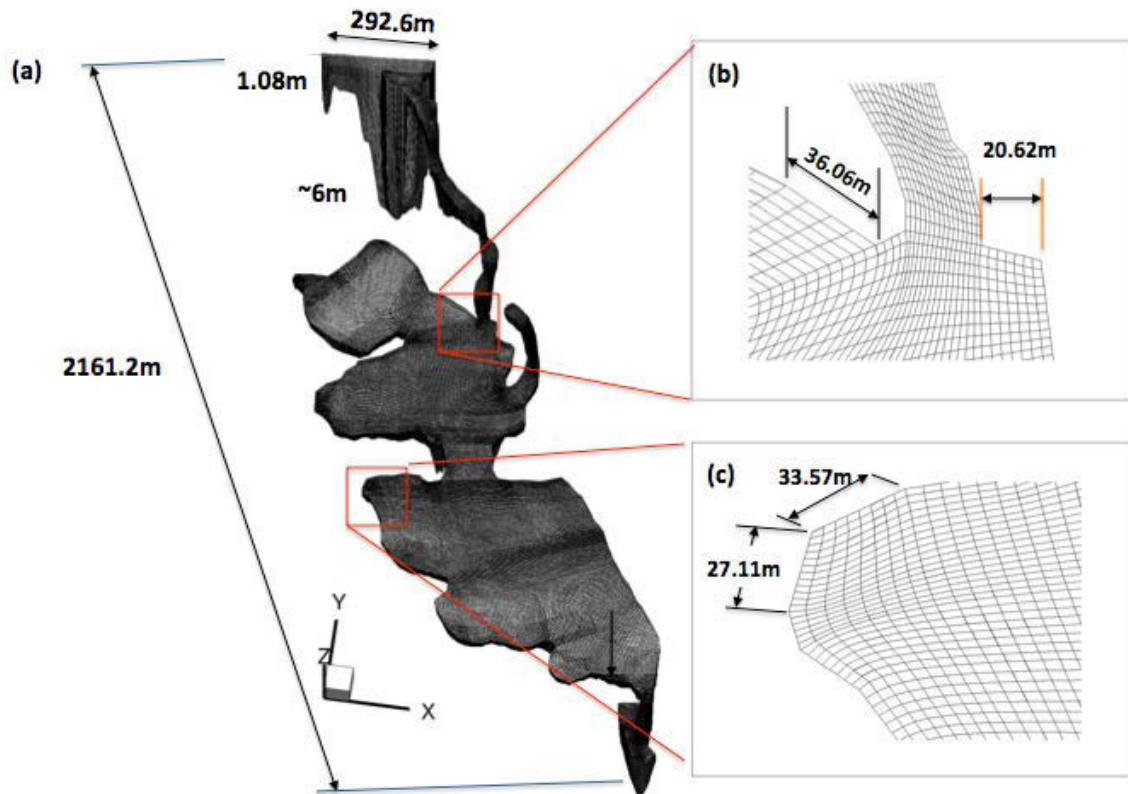 292.6m
(a)
1.08m
~6m
2161.2m
Y
Z
X
(b)
36.06m
20.62m
(c)
33.57m
27.11m